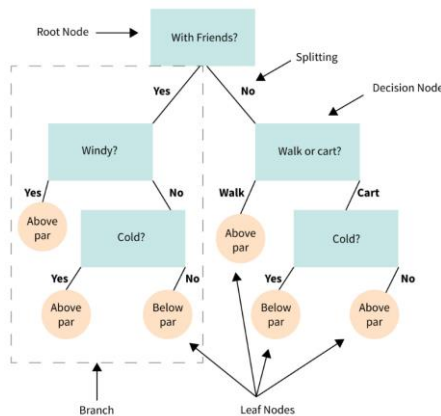 Root Node
With Friends?
Splitting
Yes
No
Decision Node
Windy?
Walk or cart?
Yes
No
Walk
Cart
Above
par
Cold?
Above
par
Cold?
Yes
No
Yes
No
Above
par
Below
par
Below
par
Above
par
Branch
Leaf Nodes